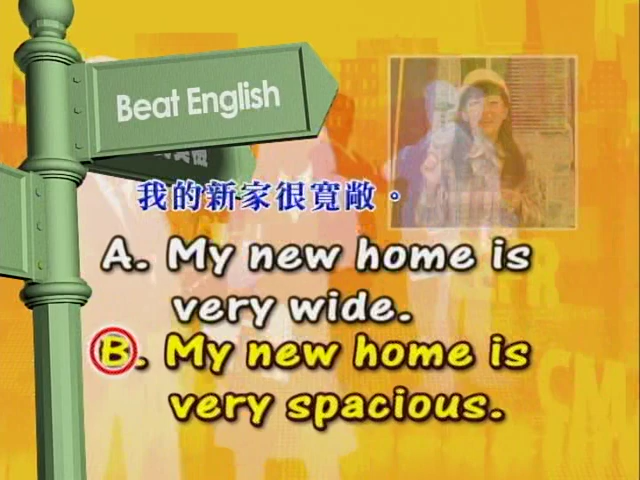 Beat English
我的新家很寬敞。
A. My new home is
very wide.
B. My new home is
very spacious.